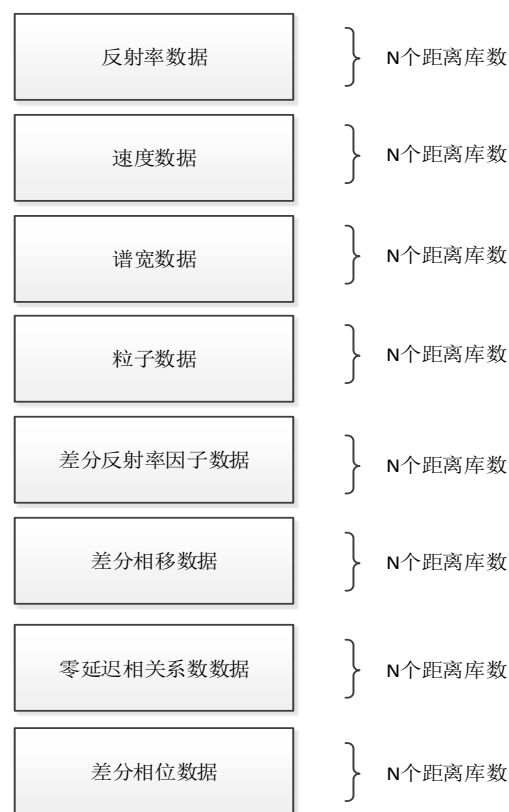 反射率数据
N个距离库数
速度数据
N个距离库数
谱宽数据
N个距离库数
粒子数据
N个距离库数
差分反射率因子数据
N个距离库数
差分相移数据
N个距离库数
零延迟相关系数数据
N个距离库数
差分相位数据
N个距离库数